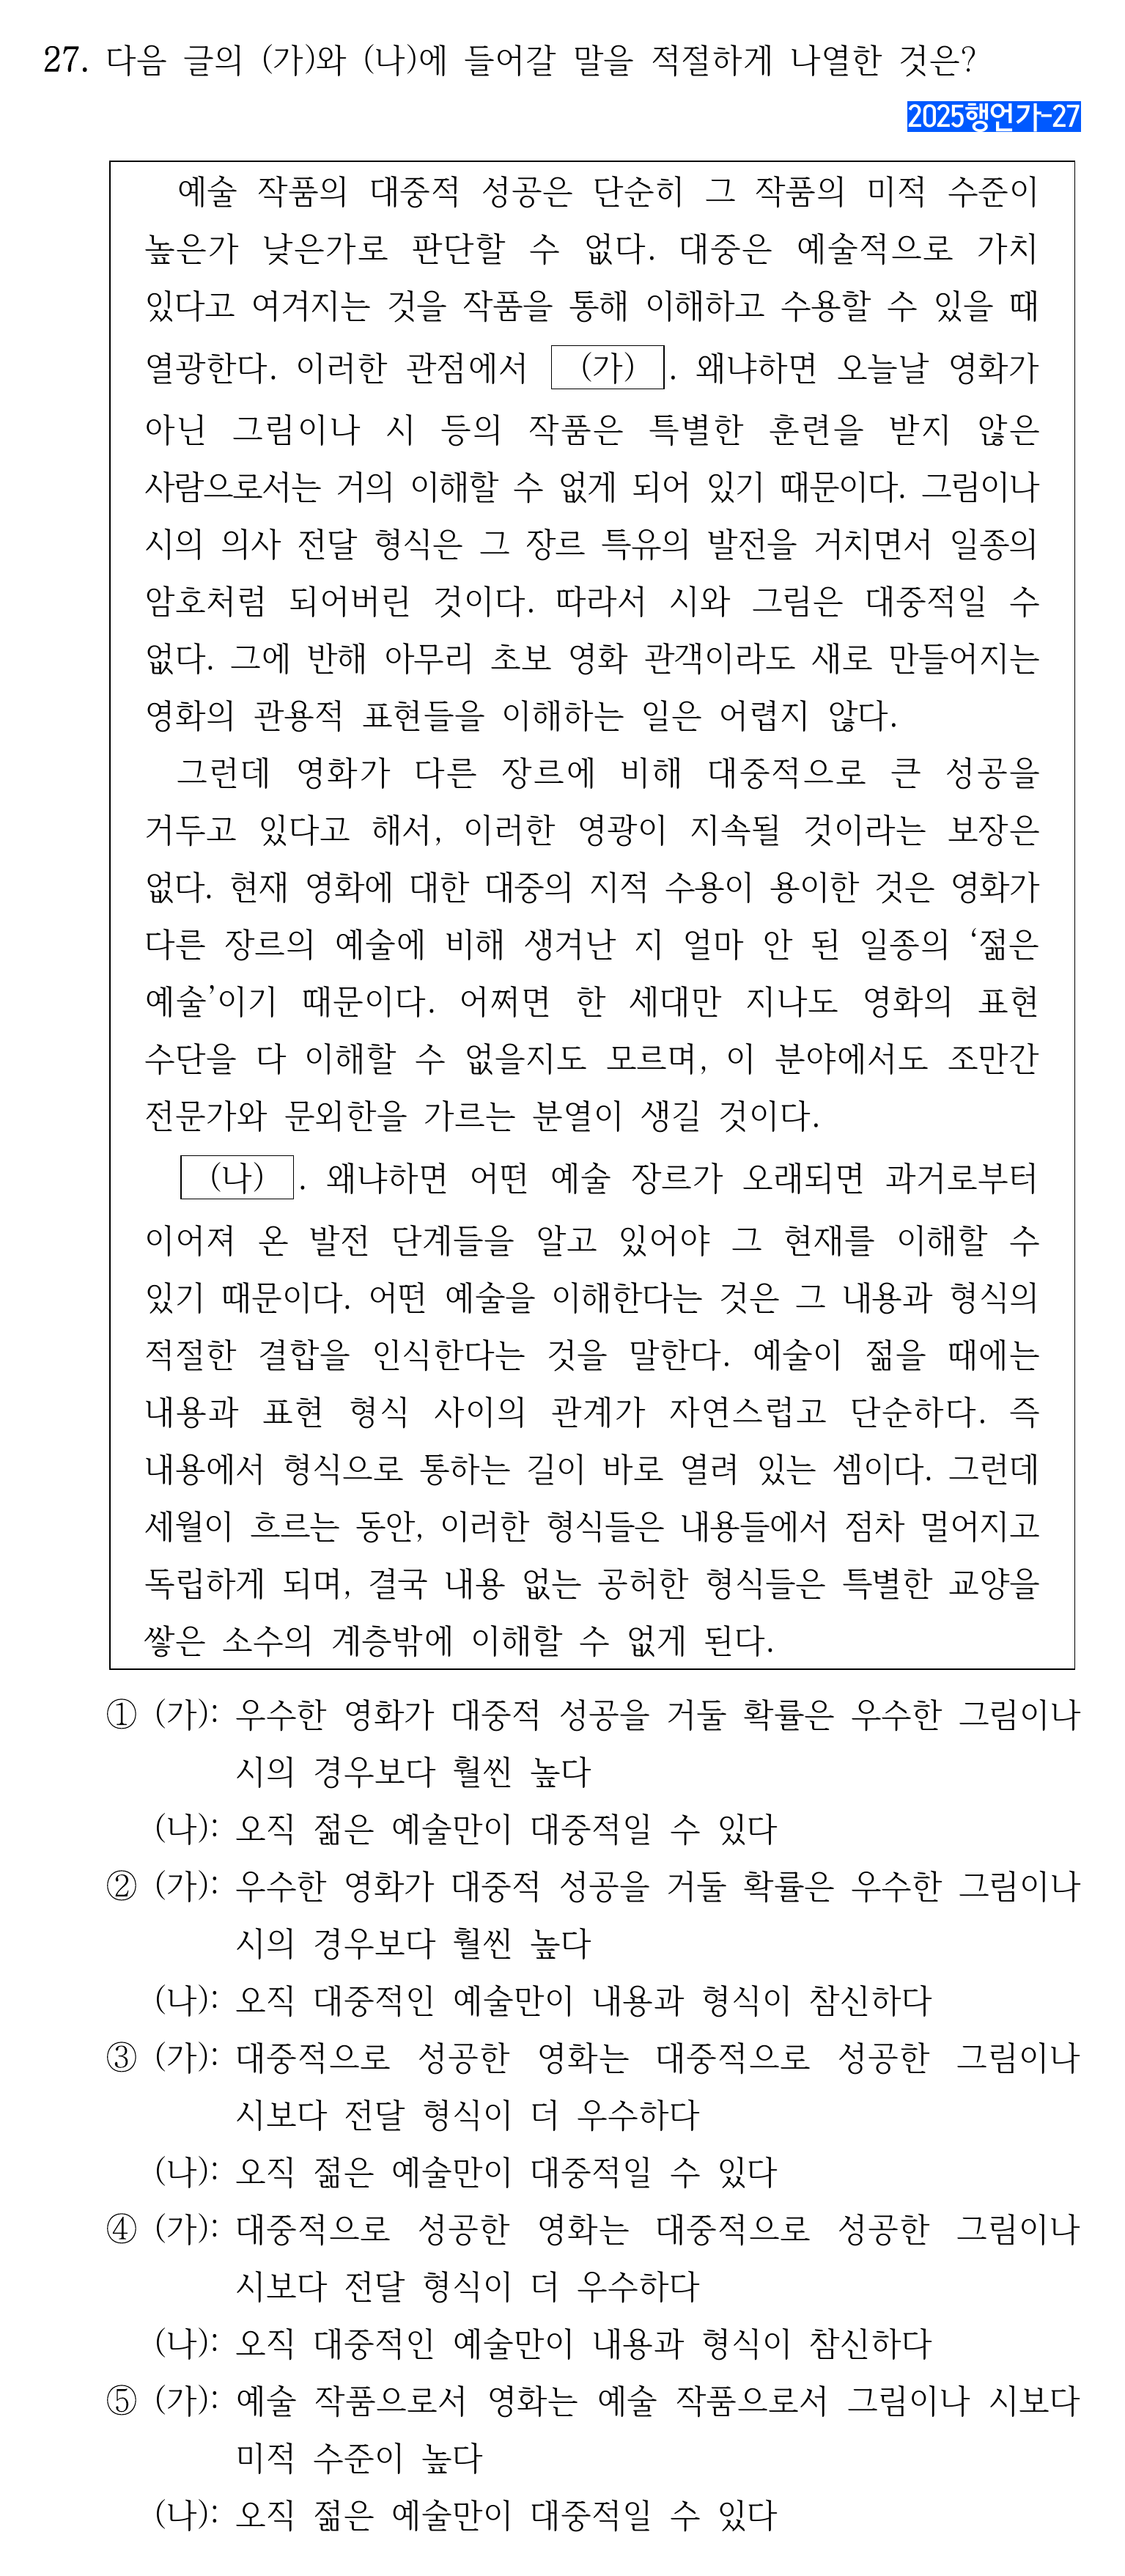 27. 다음 글의 (가)와 (나)에 들어갈 말을 적절하게 나열한 것은?
2025행언가-27
예술 작품의 대중적 성공은 단순히 그 작품의 미적 수준이
높은가 낮은가로 판단할 수 없다. 대중은 예술적으로 가치
있다고 여겨지는 것을 작품을 통해 이해하고 수용할 수 있을 때
열광한다. 이러한 관점에서 (가) . 왜냐하면 오늘날 영화가
아닌 그림이나 시 등의 작품은 특별한 훈련을 받지 않은
사람으로서는 거의 이해할 수 없게 되어 있기 때문이다. 그림이나
시의 의사 전달 형식은 그 장르 특유의 발전을 거치면서 일종의
암호처럼 되어버린 것이다. 따라서 시와 그림은 대중적일 수
없다. 그에 반해 아무리 초보 영화 관객이라도 새로 만들어지는
영화의 관용적 표현들을 이해하는 일은 어렵지 않다.
그런데 영화가 다른 장르에 비해 대중적으로 큰 성공을
거두고 있다고 해서, 이러한 영광이 지속될 것이라는 보장은
없다. 현재 영화에 대한 대중의 지적 수용이 용이한 것은 영화가
다른 장르의 예술에 비해 생겨난 지 얼마 안 된 일종의 ‘젊은
예술’이기 때문이다. 어쩌면 한 세대만 지나도 영화의 표현
수단을 다 이해할 수 없을지도 모르며, 이 분야에서도 조만간
전문가와 문외한을 가르는 분열이 생길 것이다.
(나) . 왜냐하면 어떤 예술 장르가 오래되면 과거로부터
이어져 온 발전 단계들을 알고 있어야 그 현재를 이해할 수
있기 때문이다. 어떤 예술을 이해한다는 것은 그 내용과 형식의
적절한 결합을 인식한다는 것을 말한다. 예술이 젊을 때에는
내용과 표현 형식 사이의 관계가 자연스럽고 단순하다. 즉
내용에서 형식으로 통하는 길이 바로 열려 있는 셈이다. 그런데
세월이 흐르는 동안, 이러한 형식들은 내용들에서 점차 멀어지고
독립하게 되며, 결국 내용 없는 공허한 형식들은 특별한 교양을
쌓은 소수의 계층밖에 이해할 수 없게 된다.
① (가): 우수한 영화가 대중적 성공을 거둘 확률은 우수한 그림이나
시의 경우보다 훨씬 높다
(나): 오직 젊은 예술만이 대중적일 수 있다
② (가): 우수한 영화가 대중적 성공을 거둘 확률은 우수한 그림이나
시의 경우보다 훨씬 높다
(나): 오직 대중적인 예술만이 내용과 형식이 참신하다
③ (가): 대중적으로 성공한 영화는 대중적으로 성공한 그림이나
시보다 전달 형식이 더 우수하다
(나): 오직 젊은 예술만이 대중적일 수 있다
④ (가): 대중적으로 성공한 영화는 대중적으로 성공한 그림이나
시보다 전달 형식이 더 우수하다
(나): 오직 대중적인 예술만이 내용과 형식이 참신하다
⑤ (가): 예술 작품으로서 영화는 예술 작품으로서 그림이나 시보다
미적 수준이 높다
(나): 오직 젊은 예술만이 대중적일 수 있다